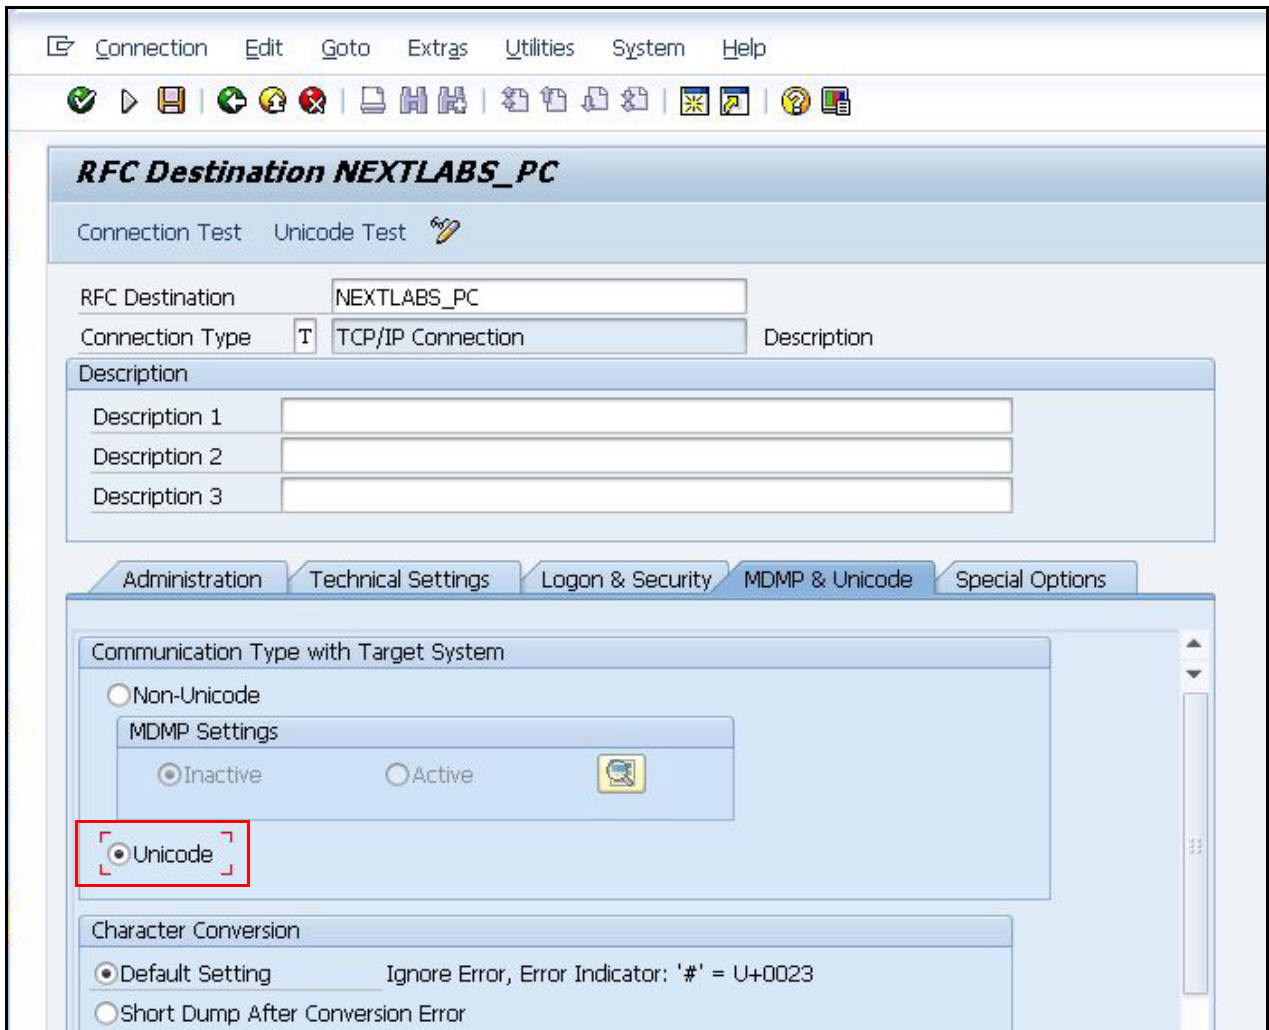 Connection Edit Goto Extras Utilities System Help
RFC Destination NEXTLABS_PC
Connection Test Unicode Test
RFC Destination NEXTLABS_PC
Connection Type T TCP/IP Connection Description
Description
Description 1
Description 2
Description 3
Administration Technical Settings Logon & Security MDMP & Unicode Special Options
Communication Type with Target System
Non-Unicode
MDMP Settings
Inactive Active
Unicode
Character Conversion
Default Setting Ignore Error, Error Indicator: '#' = U+0023
Short Dump After Conversion Error